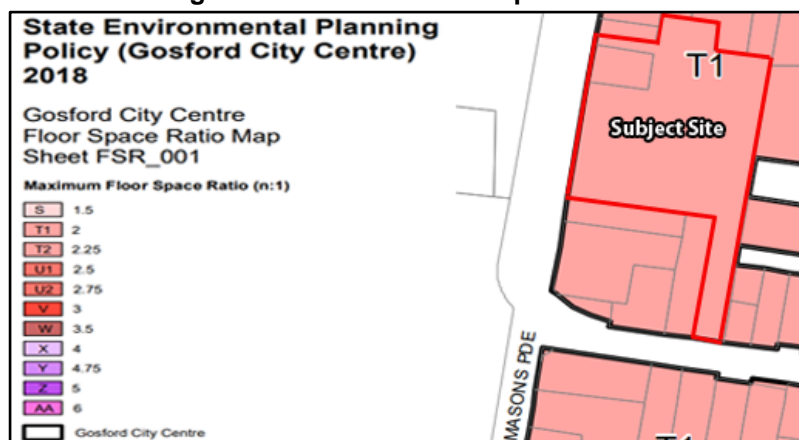 State Environmental Planning
Policy (Gosford City Centre)
2018
Gosford City Centre
Floor Space Ratio Map
Sheet FSR_001
Maximum Floor Space Ratio (n:1)
S 1.5
T1 2
T2 2.25
U1 2.5
U2 2.75
V 3
W 3.5
X 4
Y 4.75
Z 5
AA 6
Gosford City Centre
T1
Subject Site
MASONS PDE
T1